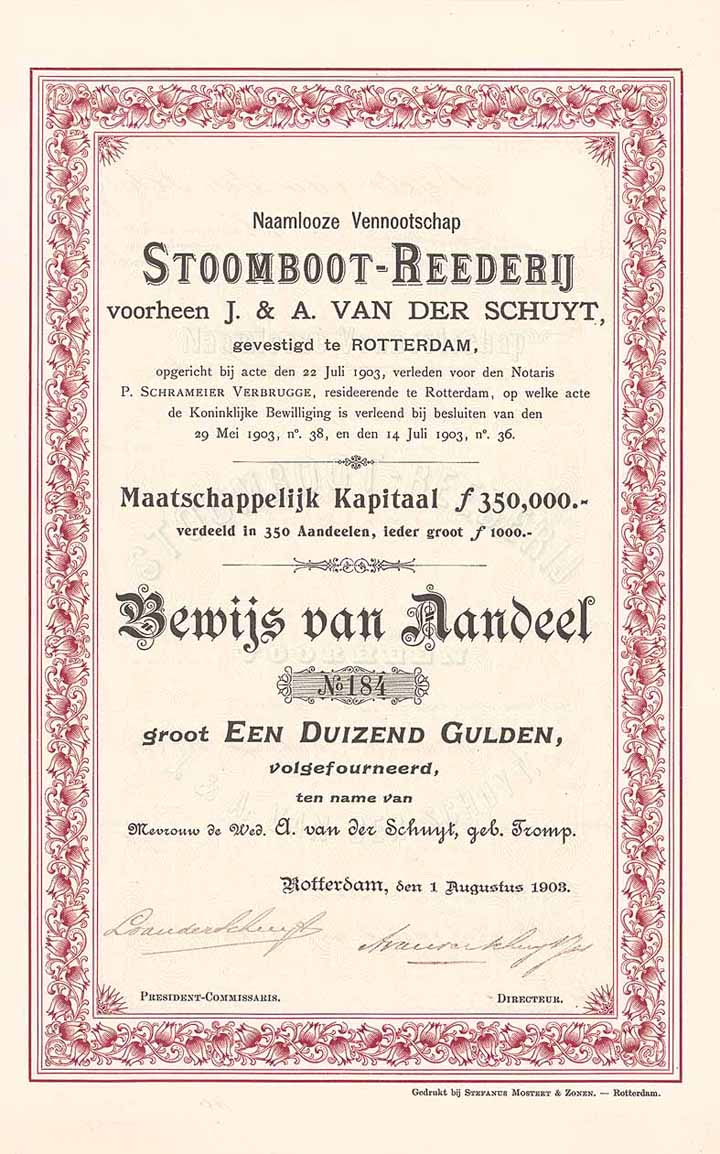 Naamlooze Vennootschap
STOOMBOOT-REEDERIJ
voorheen J. & A. VAN DER SCHUYT,
gevestigd te ROTTERDAM,
opgericht bij acte den 22 Juli 1903, verleden voor den Notaris
P. SCHRAMEIER VERBRUGGE, resideerende te Rotterdam, op welke acte
de Koninklijke Bewilliging is verleend bij besluiten van den
29 Mei 1903, nº. 38, en den 14 Juli 1903, nº. 36.
Maatschappelijk Kapitaal ƒ 350,000.-
verdeeld in 350 Aandeelen, ieder groot ƒ 1000.-
Bewijs van Aandeel
No 184
groot EEN DUIZEND GULDEN,
volgefourneerd,
ten name van
Mevrouw de Wed. A. van der Schuyt, geb. Tromp.
Rotterdam, den 1 Augustus 1903.
PRESIDENT-COMMISSARIS.
DIRECTEUR.
Gedrukt bij STEFANUS MOSTERT & ZONEN. — Rotterdam.